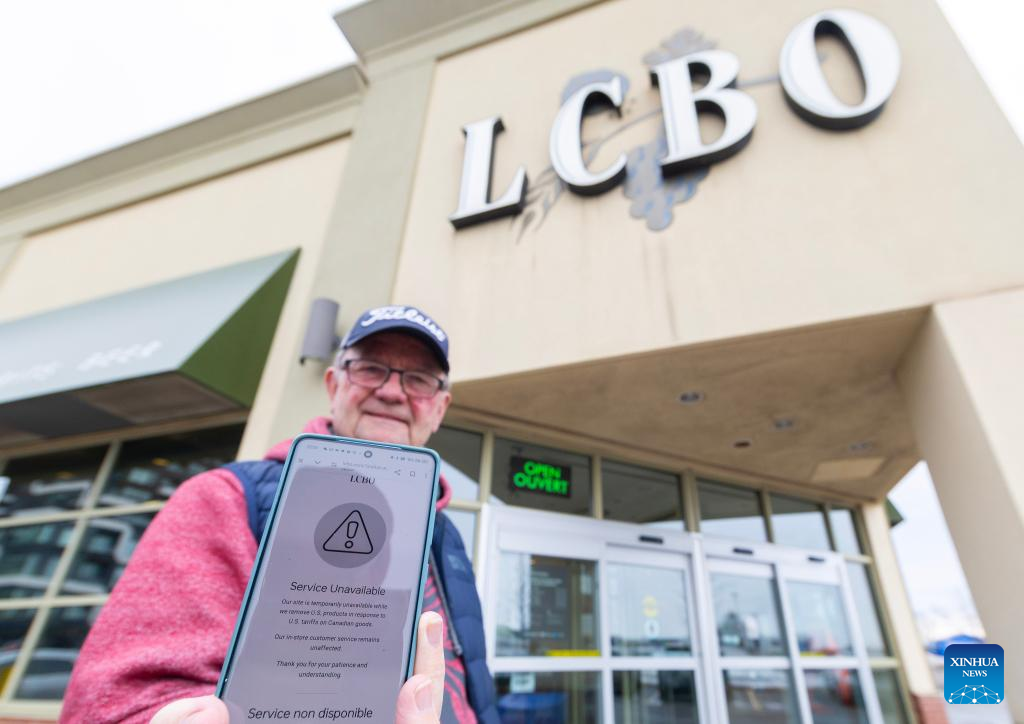 LCBO
Titleist
BEER
OPEN
OUVERT
LCBO
Service Unavailable
Our site is temporarily unavailable while
we remove U.S. products in response to
U.S. tariffs on Canadian goods.
Our in-store customer service remains
unaffected.
Thank you for your patience and
understanding.
Service non disponible
XINHUA
NEWS